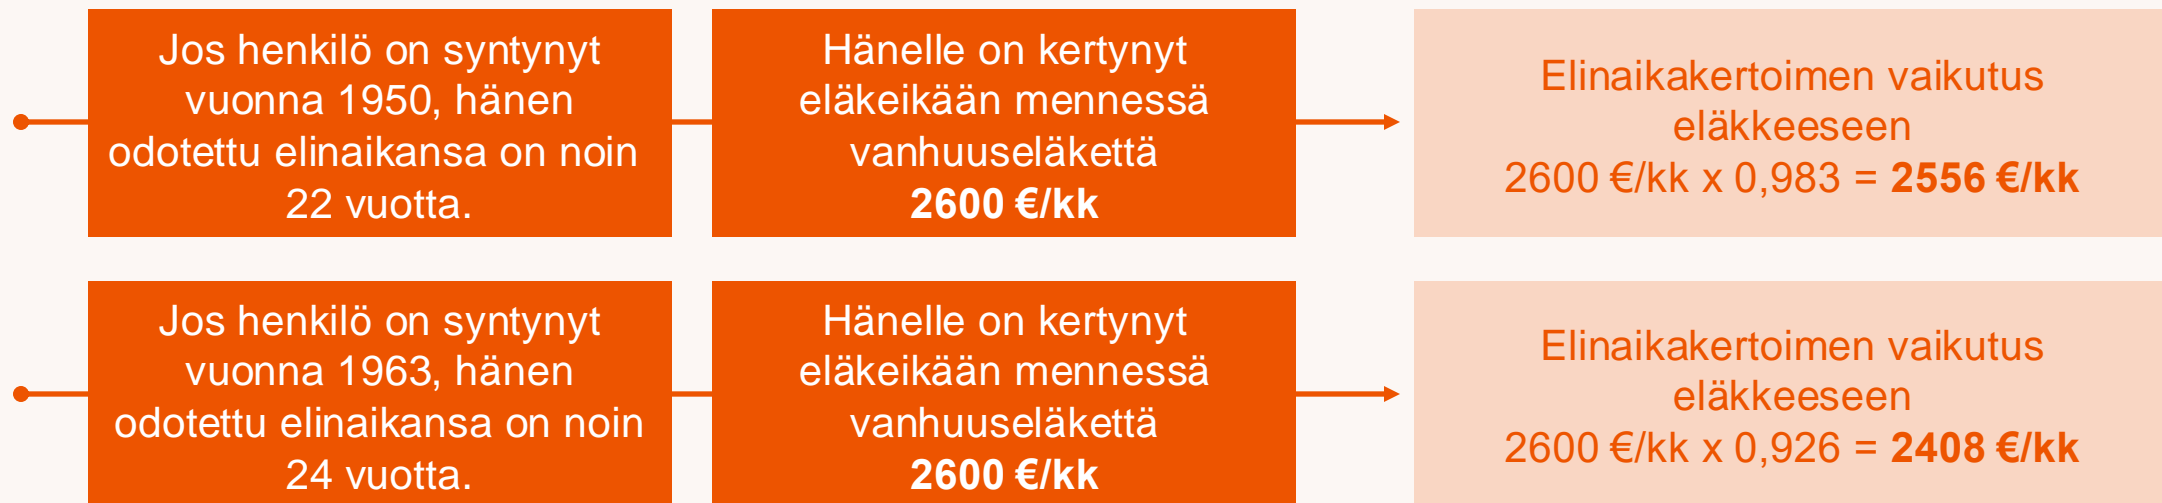 Jos henkilö on syntynyt
vuonna 1950, hänen
odotettu elinaikansa on noin
22 vuotta.
Hänelle on kertynyt
eläkeikään mennessä
vanhuuseläkettä
2600 €/kk
Elinaikakertoimen vaikutus
eläkkeeseen
2600 €/kk x 0,983 = 2556 €/kk
Jos henkilö on syntynyt
vuonna 1963, hänen
odotettu elinaikansa on noin
24 vuotta.
Hänelle on kertynyt
eläkeikään mennessä
vanhuuseläkettä
2600 €/kk
Elinaikakertoimen vaikutus
eläkkeeseen
2600 €/kk x 0,926 = 2408 €/kk